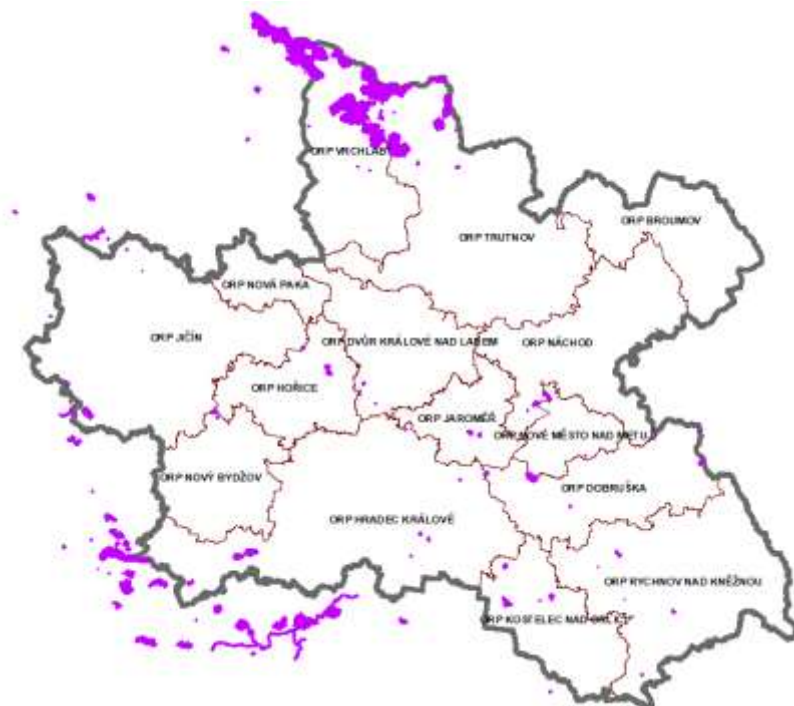 ORP VRCHLABÍ
ORP BROUMOV
ORP TRUTNOV
ORP NOVÁ PAKA
ORP JIČÍN
ORP DVŮR KRÁLOVÉ NAD LABEM
ORP NÁCHOD
ORP HOŘICE
ORP JAROMĚŘ
ORP NOVÉ MĚSTO NAD METUJÍ
ORP NOVÝ BYDŽOV
ORP DOBRUŠKA
ORP HRADEC KRÁLOVÉ
ORP RYCHNOV NAD KNĚŽNOU
ORP KOSTELEC NAD